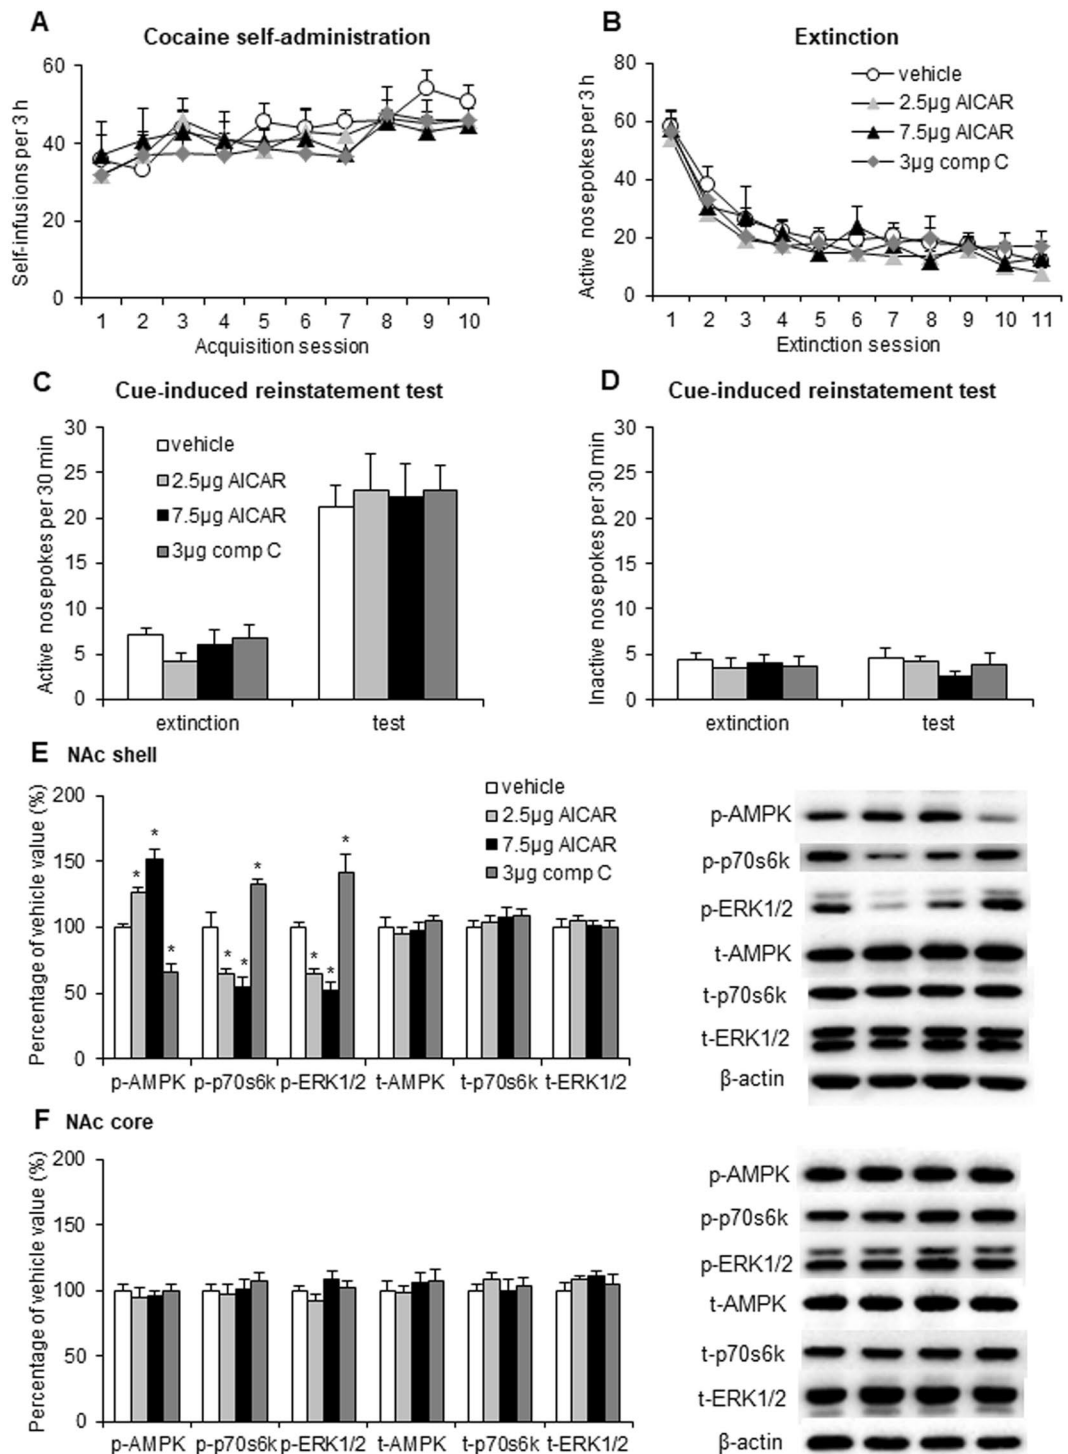 A
Cocaine self-administration
Self-infusions per 3 h
60
40
20
0
1 2 3 4 5 6 7 8 9 10
Acquisition session
B
Extinction
Active nosepokes per 3 h
80
60
40
20
0
vehicle
2.5µg AICAR
7.5µg AICAR
3µg comp C
1 2 3 4 5 6 7 8 9 10 11
Extinction session
C
Cue-induced reinstatement test
Active nosepokes per 30 min
30
25
20
15
10
5
0
vehicle
2.5µg AICAR
7.5µg AICAR
3µg comp C
extinction test
D
Cue-induced reinstatement test
Inactive nosepokes per 30 min
30
25
20
15
10
5
0
extinction test
E NAc shell
Percentage of vehicle value (%)
200
150
100
50
0
vehicle
2.5µg AICAR
7.5µg AICAR
3µg comp C
* * * * * * * * *
p-AMPK p-p70s6k p-ERK1/2 t-AMPK t-p70s6k t-ERK1/2
p-AMPK
p-p70s6k
p-ERK1/2
t-AMPK
t-p70s6k
t-ERK1/2
β-actin
F NAc core
Percentage of vehicle value (%)
200
150
100
50
0
p-AMPK p-p70s6k p-ERK1/2 t-AMPK t-p70s6k t-ERK1/2
p-AMPK
p-p70s6k
p-ERK1/2
t-AMPK
t-p70s6k
t-ERK1/2
β-actin